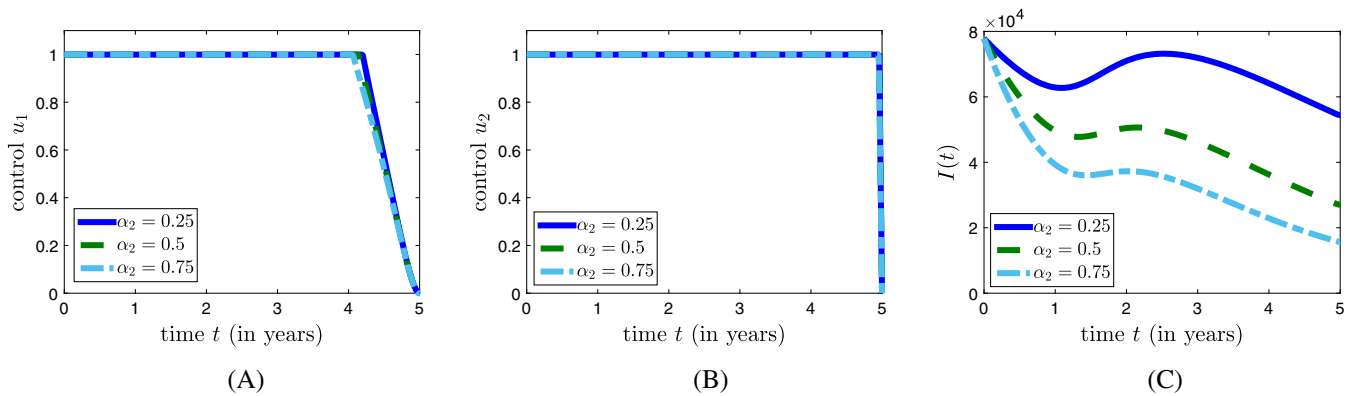 1
0.8
0.6
0.4
0.2
0
control u₁
α₂ = 0.25
α₂ = 0.5
α₂ = 0.75
0 1 2 3 4 5
time t (in years)
(A)
1
0.8
0.6
0.4
0.2
0
control u₂
α₂ = 0.25
α₂ = 0.5
α₂ = 0.75
0 1 2 3 4 5
time t (in years)
(B)
×10⁴
8
6
4
2
0
I(t)
α₂ = 0.25
α₂ = 0.5
α₂ = 0.75
0 1 2 3 4 5
time t (in years)
(C)